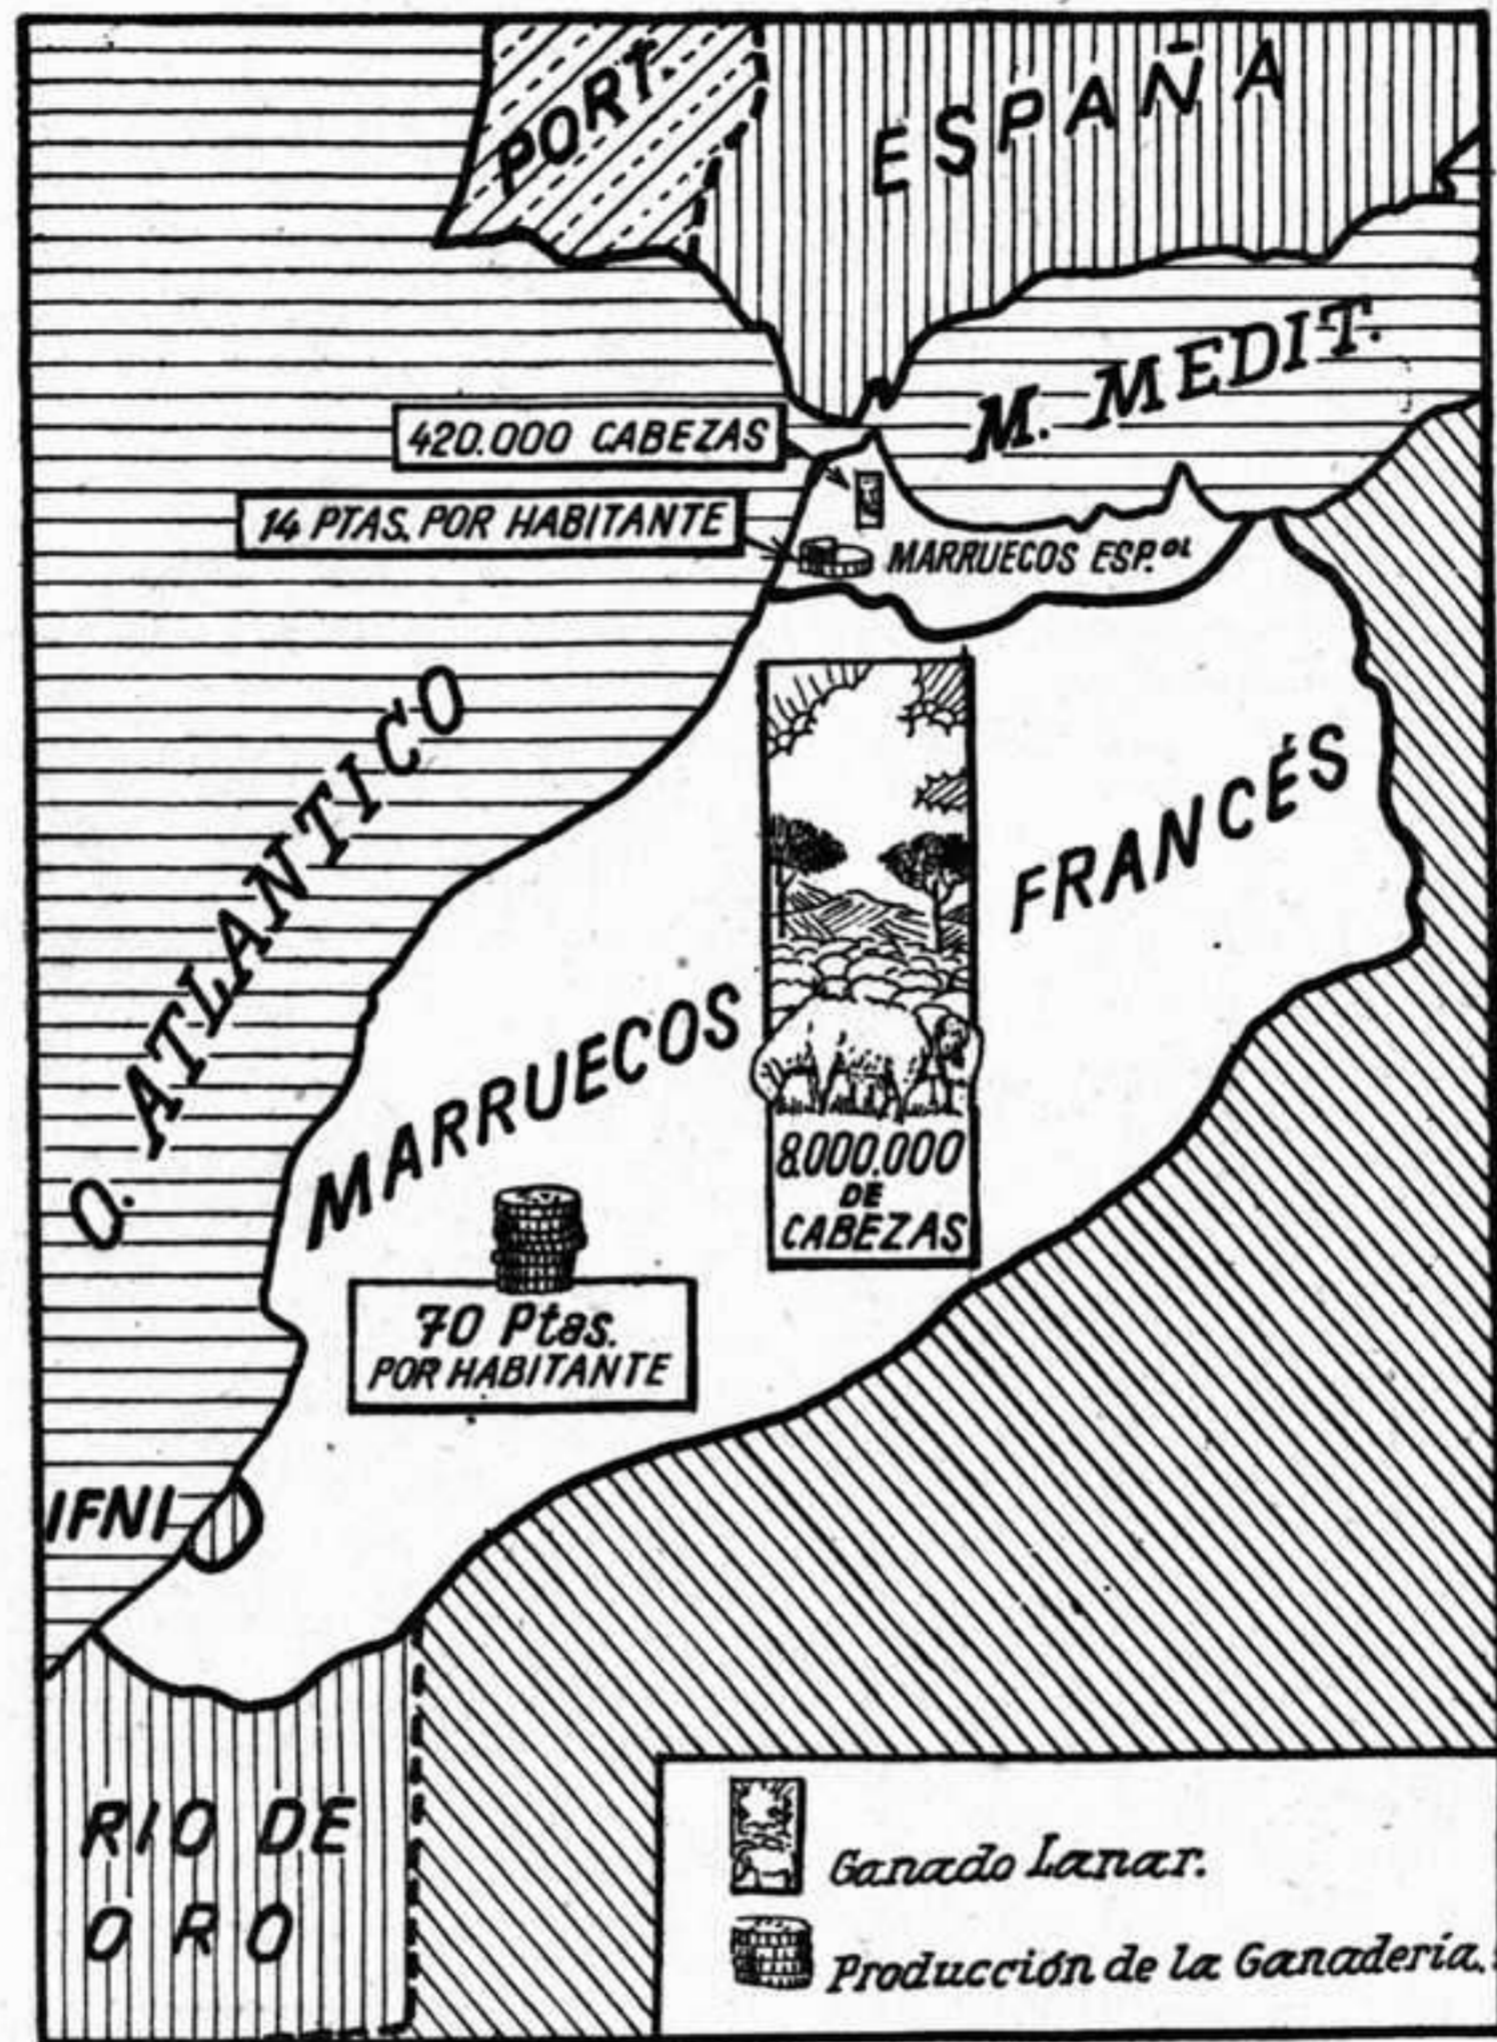 PORT.
ESPAÑA
M. MEDIT.
420.000 CABEZAS
14 PTAS. POR HABITANTE
MARRUECOS ESP.OL
O. ATLANTICO
MARRUECOS FRANCÉS
8.000.000
DE
CABEZAS
70 Ptas.
POR HABITANTE
IFNI
RIO DE
ORO
Ganado Lanar.
Producción de la Ganadería.